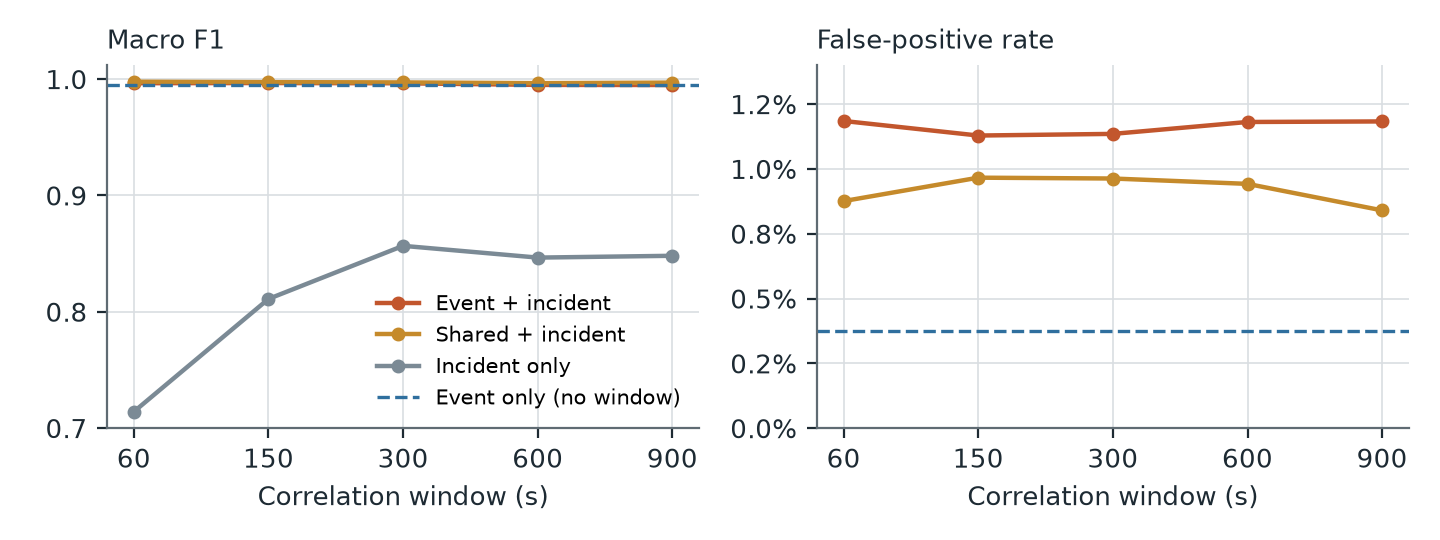 Macro F1
1.0
0.9
0.8
0.7
60 150 300 600 900
Correlation window (s)
Event + incident
Shared + incident
Incident only
Event only (no window)
False-positive rate
1.2%
1.0%
0.8%
0.5%
0.2%
0.0%
60 150 300 600 900
Correlation window (s)